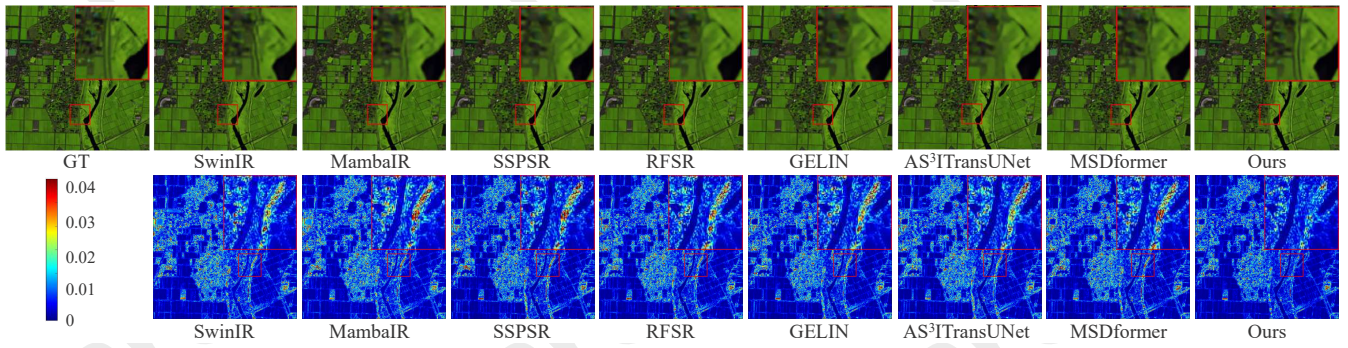 GT SwinIR MambaIR SSPSR RFSR GELIN AS³ITransUNet MSDformer Ours
0.04
0.03
0.02
0.01
0
SwinIR MambaIR SSPSR RFSR GELIN AS³ITransUNet MSDformer Ours